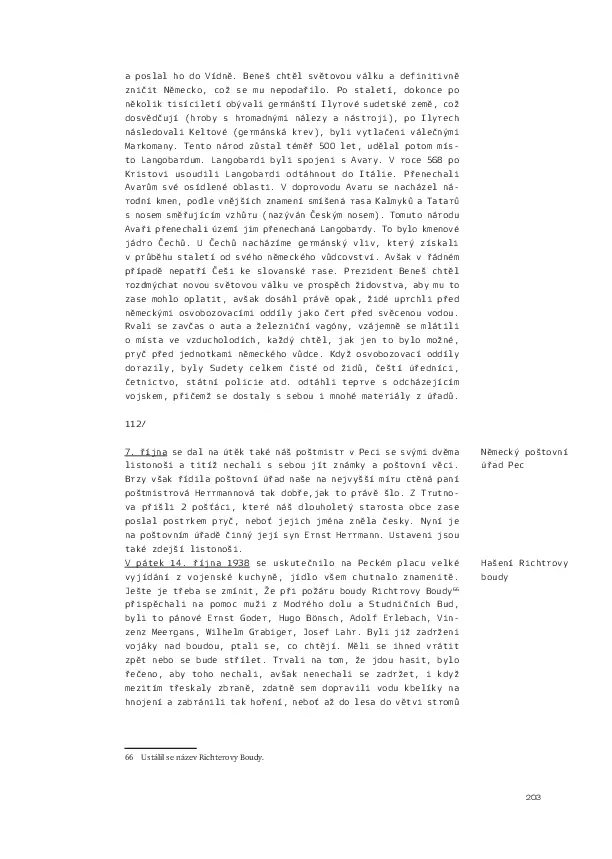 a poslal ho do Vídně. Beneš chtěl světovou válku a definitivně
zničit Německo, což se mu nepodařilo. Po staletí, dokonce po
několik tisíciletí obývali germánští Ilyrové sudetské země, což
dosvědčují (hroby s hromadnými nálezy a nástroji), po Ilyrech
následovali Keltové (germánská krev), byli vytlačeni válečnými
Markomany. Tento národ zůstal téměř 500 let, udělal potom mís-
to Langobardum. Langobardi byli spojeni s Avary. V roce 568 po
Kristovi usoudili Langobardi odtáhnout do Itálie. Přenechali
Avarům své osídlené oblasti. V doprovodu Avaru se nacházel ná-
rodní kmen, podle vnějších znamení smíšená rasa Kalmyků a Tatarů
s nosem směřujícím vzhůru (nazýván Českým nosem). Tomuto národu
Avaři přenechali území jim přenechaná Langobardy. To bylo kmenové
jádro Čechů. U Čechů nacházíme germánský vliv, který získali
v průběhu staletí od svého německého vůdcovství. Avšak v řádném
případě nepatří Češi ke slovanské rase. Prezident Beneš chtěl
rozdmýchat novou světovou válku ve prospěch židovstva, aby mu to
zase mohlo oplatit, avšak dosáhl právě opak, židé uprchli před
německými osvobozovacími oddíly jako čert před svěcenou vodou.
Rvali se zavčas o auta a železniční vagóny, vzájemně se mlátili
o místa ve vzducholodích, každý chtěl, jak jen to bylo možné,
pryč před jednotkami německého vůdce. Když osvobozovací oddíly
dorazily, byly Sudety celkem čisté od židů, čeští úředníci,
četnictvo, státní policie atd. odtáhli teprve s odcházejícím
vojskem, přičemž se dostaly s sebou i mnohé materiály z úřadů.
112/
7. října se dal na útěk také náš poštmistr v Peci se svými dvěma
listonoši a titíž nechali s sebou jít známky a poštovní věci.
Brzy však řídila poštovní úřad naše na nejvyšší míru ctěná paní
poštmistrová Herrmannová tak dobře,jak to právě šlo. Z Trutno-
va přišli 2 pošťáci, které náš dlouholetý starosta obce zase
poslal postrkem pryč, neboť jejich jména zněla česky. Nyní je
na poštovním úřadě činný její syn Ernst Herrmann. Ustaveni jsou
také zdejší listonoši.
Německý poštovní
úřad Pec
V pátek 14. října 1938 se uskutečnilo na Peckém placu velké
vyjídání z vojenské kuchyně, jídlo všem chutnalo znamenitě.
Ješte je třeba se zmínit, Že při požáru boudy Richtrovy Boudy66
přispěchali na pomoc muži z Modrého dolu a Studničních Bud,
byli to pánové Ernst Goder, Hugo Bönsch, Adolf Erlebach, Vin-
zenz Meergans, Wilhelm Grabiger, Josef Lahr. Byli již zadrženi
vojáky nad boudou, ptali se, co chtějí. Měli se ihned vrátit
zpět nebo se bude střílet. Trvali na tom, že jdou hasit, bylo
řečeno, aby toho nechali, avšak nenechali se zadržet, i když
mezitím třeskaly zbraně, zdatně sem dopravili vodu kbelíky na
hnojení a zabránili tak hoření, neboť až do lesa do větví stromů
Hašení Richtrovy
boudy
66 Ustálil se název Richterovy Boudy.
203